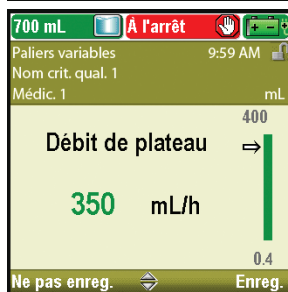 700 mL À l'arrêt + -
Paliers variables 9:59 AM
Nom crit. qual. 1
Médic. 1 mL
400
Débit de plateau ⇨
350 mL/h
0.4
Ne pas enreg. Enreg.